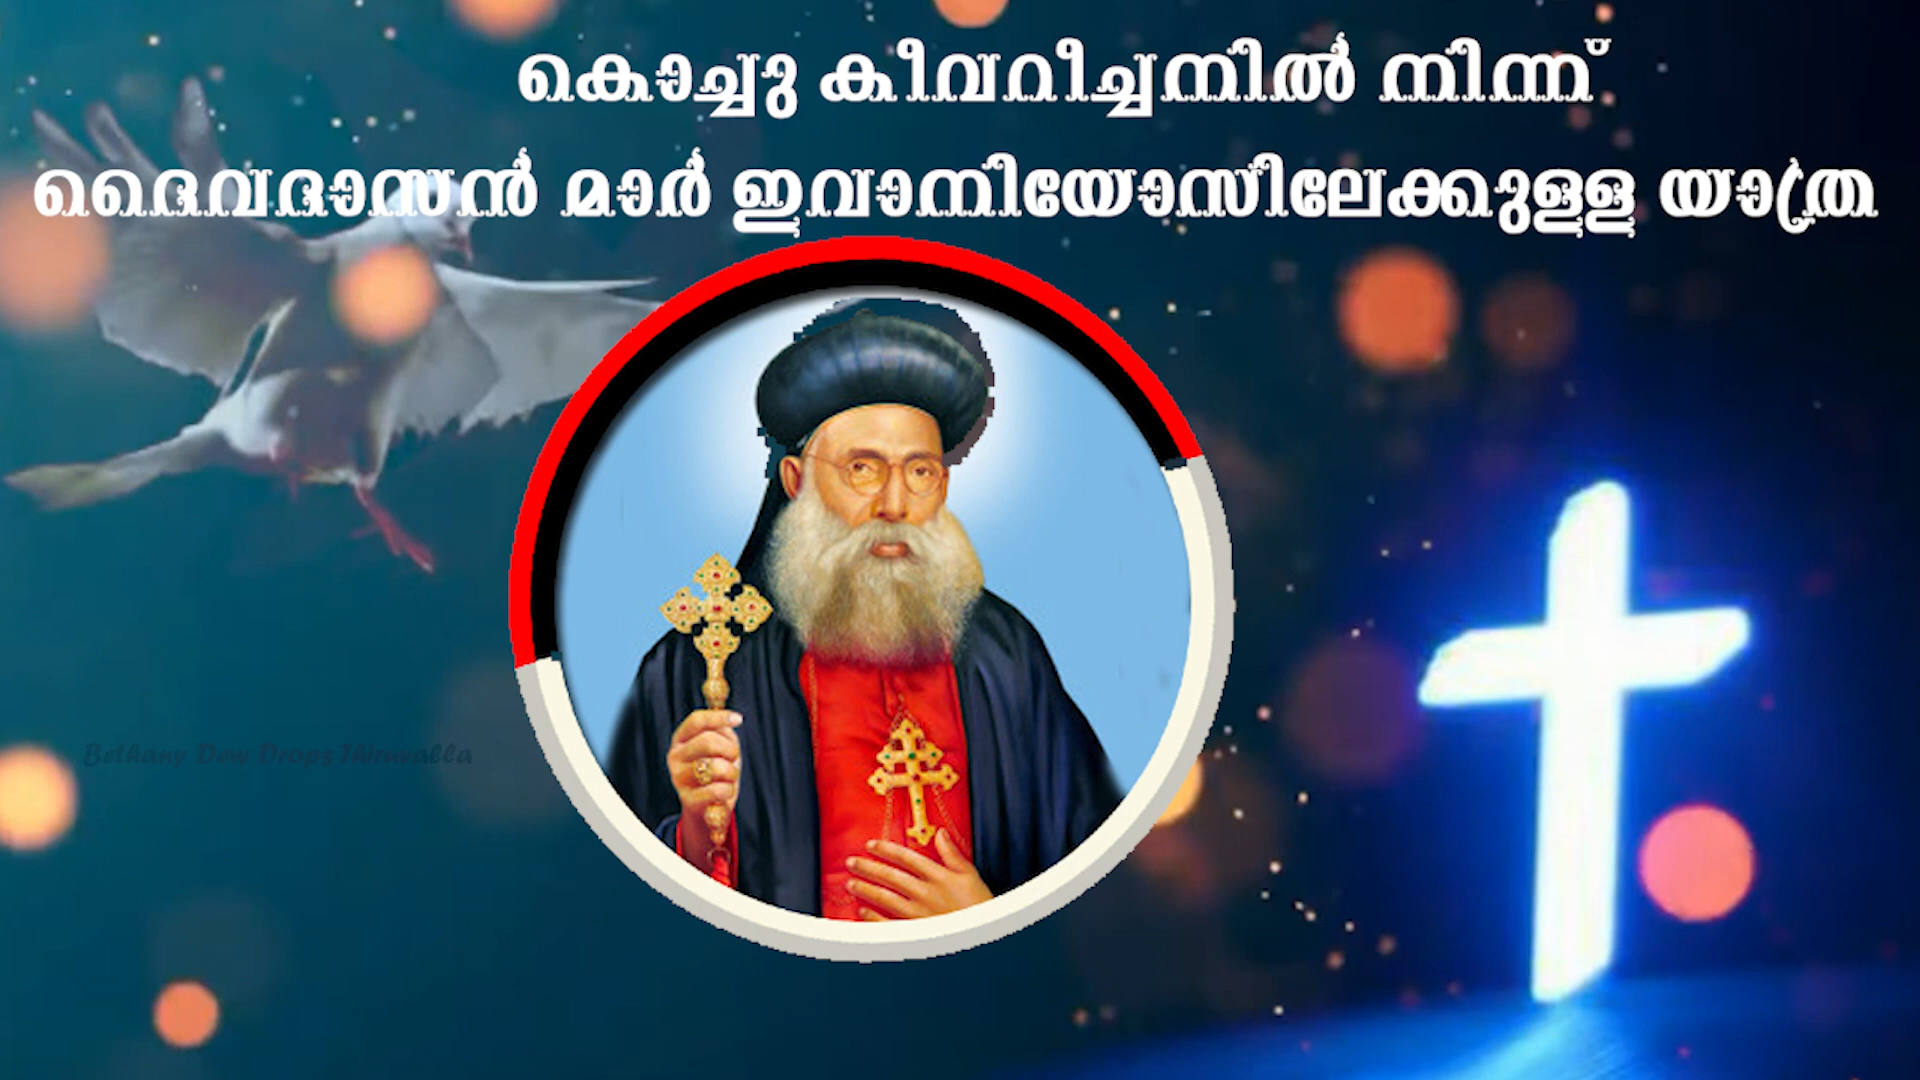 കൊച്ചു കീവറീച്ചനിൽ നിന്ന്
ദൈവദാസൻ മാർ ഇവാനിയോസിലേക്കുള്ള യാത്ര
Bethany Dew Drops Thiruvalla